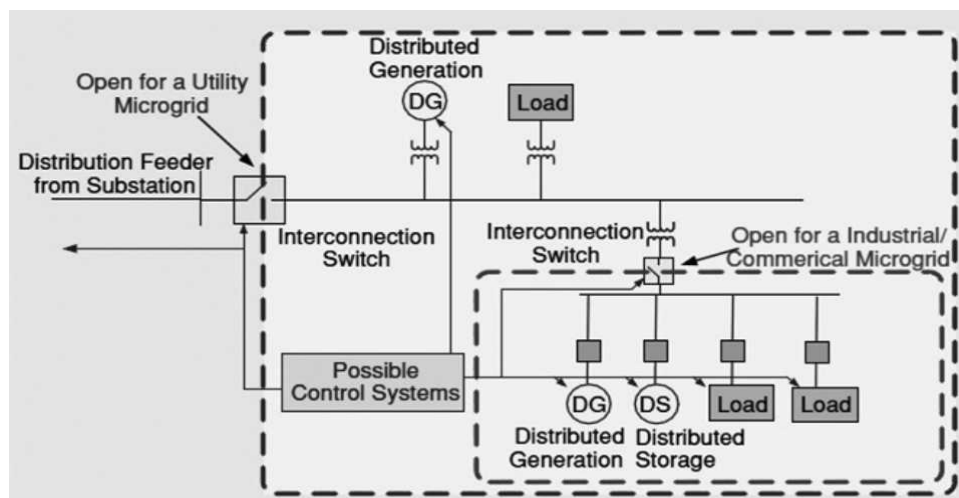 Distributed
Generation
DG
Load
Open for a Utility
Microgrid
Distribution Feeder
from Substation
Interconnection
Switch
Interconnection
Switch
Open for a Industrial/
Commerical Microgrid
Possible
Control Systems
DG
DS
Load
Load
Distributed
Generation
Distributed
Storage